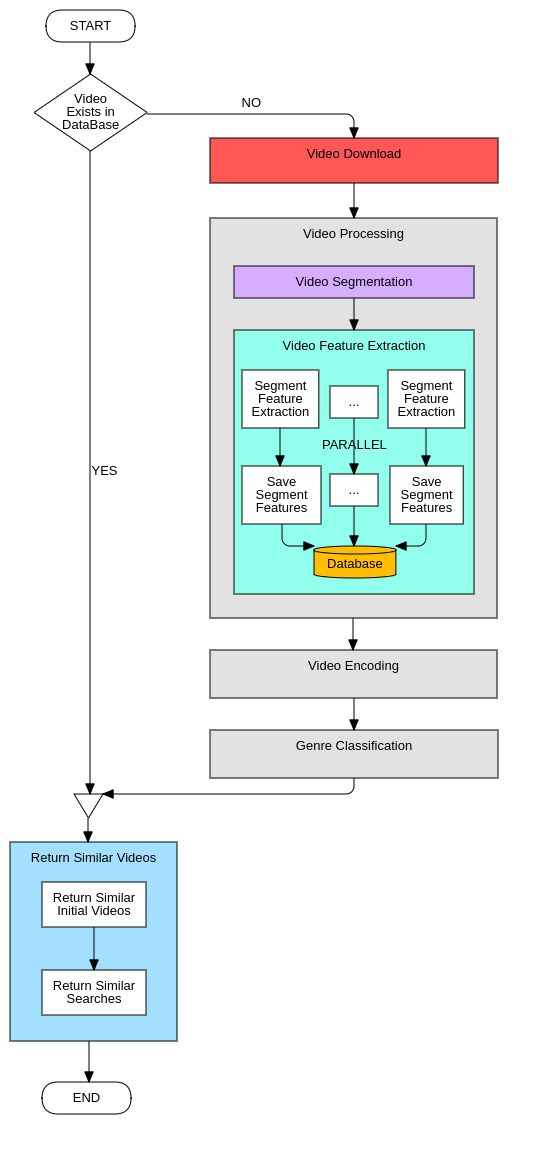 START
Video
Exists in
DataBase
NO
Video Download
Video Processing
Video Segmentation
Video Feature Extraction
Segment
Feature
Extraction
...
Segment
Feature
Extraction
PARALLEL
YES
Save
Segment
Features
...
Save
Segment
Features
Database
Video Encoding
Genre Classification
Return Similar Videos
Return Similar
Initial Videos
Return Similar
Searches
END